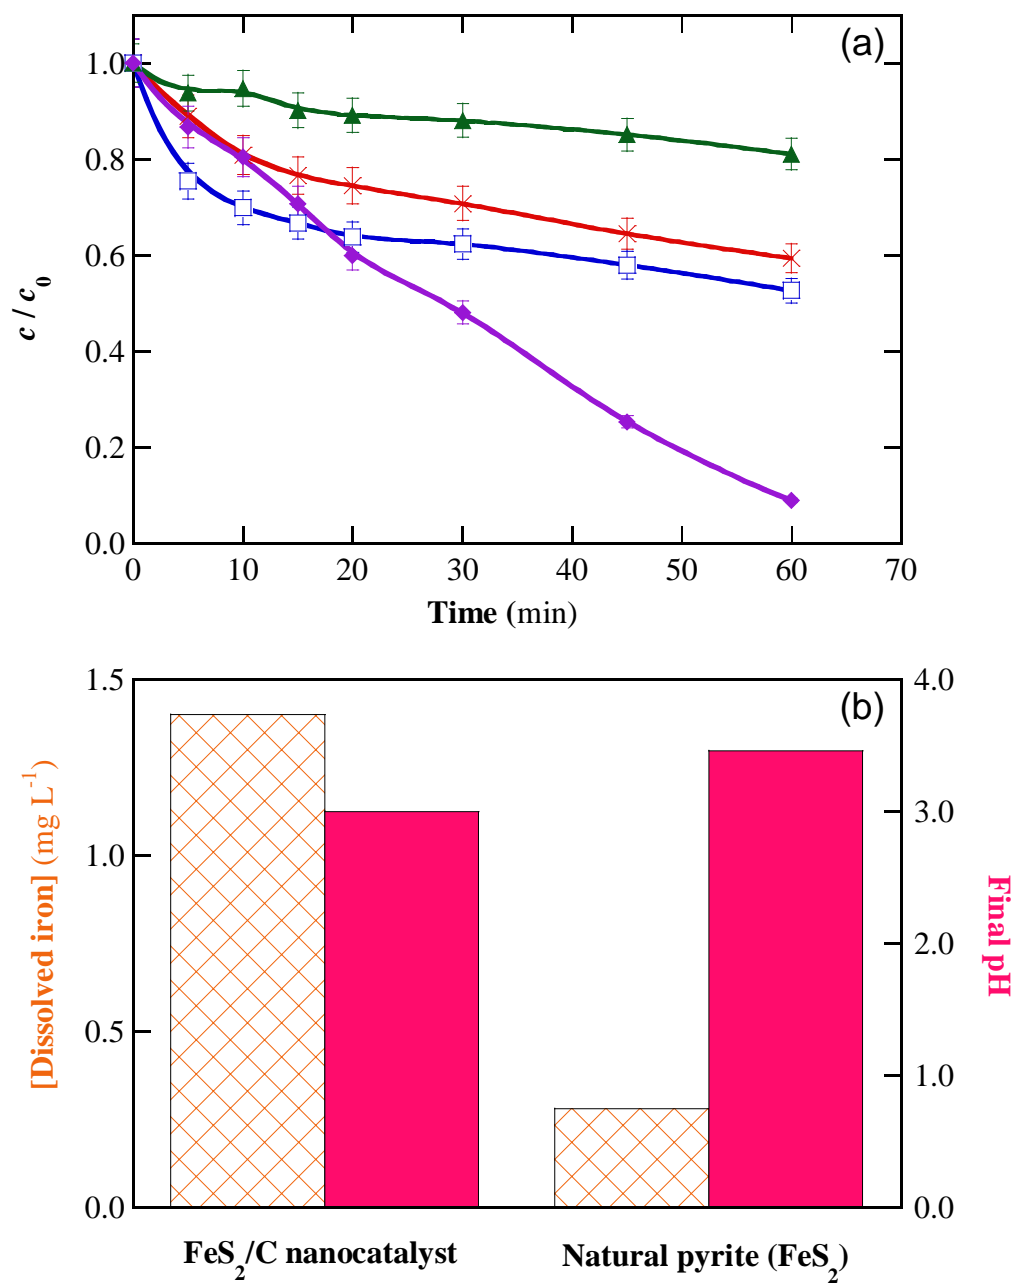 (a)
1.0
0.8
0.6
0.4
0.2
0.0
c / c₀
0 10 20 30 40 50 60 70
Time (min)
(b)
1.5
1.0
0.5
0.0
[Dissolved iron] (mg L⁻¹)
4.0
3.0
2.0
1.0
0.0
Final pH
FeS₂/C nanocatalyst
Natural pyrite (FeS₂)